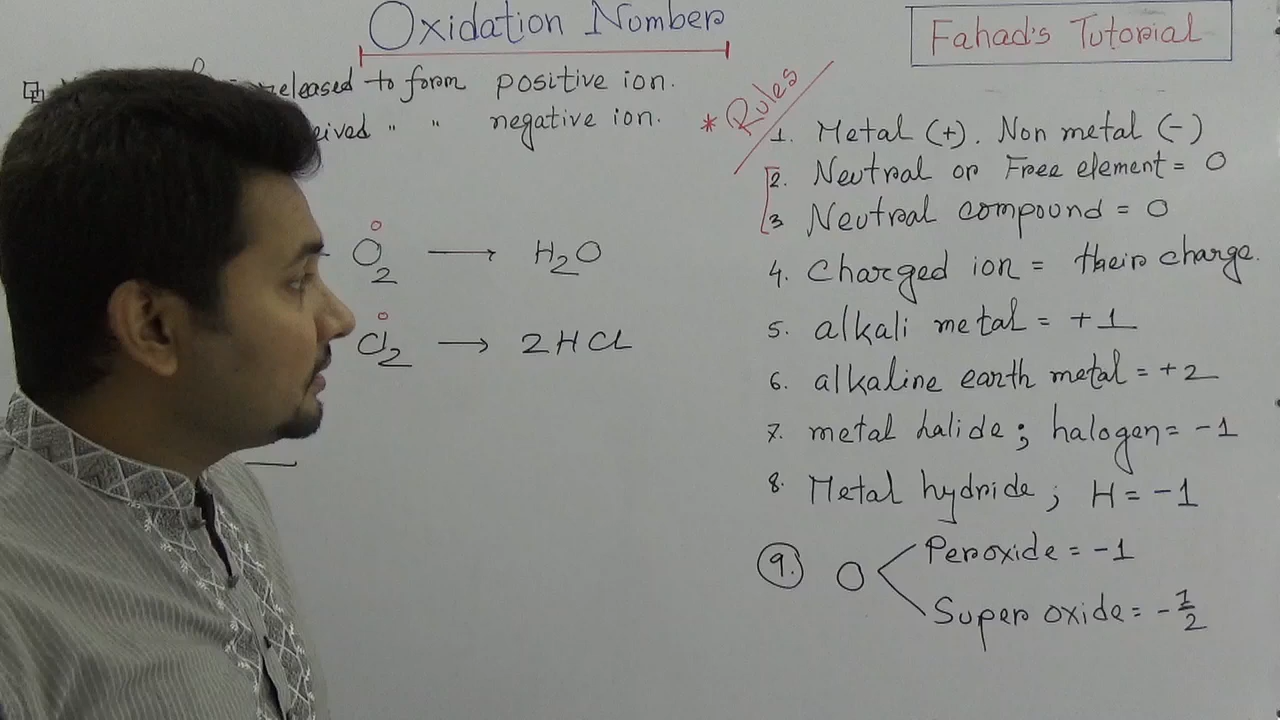 Oxidation Number
Fahad's Tutorial
released to form positive ion.
" " negative ion.
* Rules
1. Metal (+). Non metal (-)
2. Neutral or Free element = 0
3 Neutral compound = 0
4. Charged ion = their charge.
5. alkali metal = +1
6. alkaline earth metal = +2
7. metal halide; halogen = -1
8. Metal hydride; H = -1
9. O < Peroxide = -1
Super oxide = -1/2
0
O2 → H2O
0
Cl2 → 2HCl